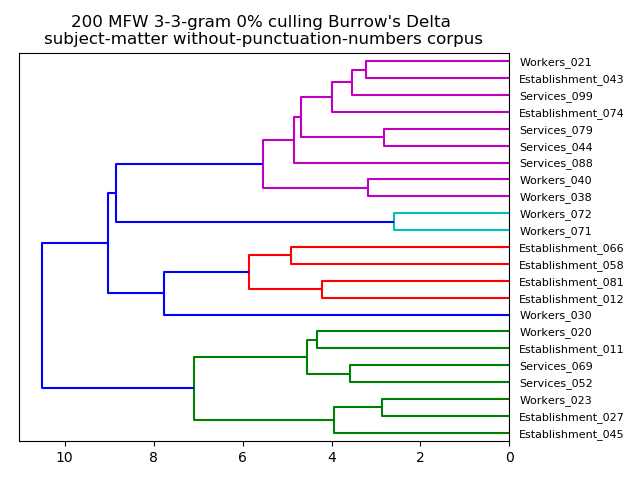 200 MFW 3-3-gram 0% culling Burrow's Delta
subject-matter without-punctuation-numbers corpus
Workers_021
Establishment_043
Services_099
Establishment_074
Services_079
Services_044
Services_088
Workers_040
Workers_038
Workers_072
Workers_071
Establishment_066
Establishment_058
Establishment_081
Establishment_012
Workers_030
Workers_020
Establishment_011
Services_069
Services_052
Workers_023
Establishment_027
Establishment_045
10 8 6 4 2 0